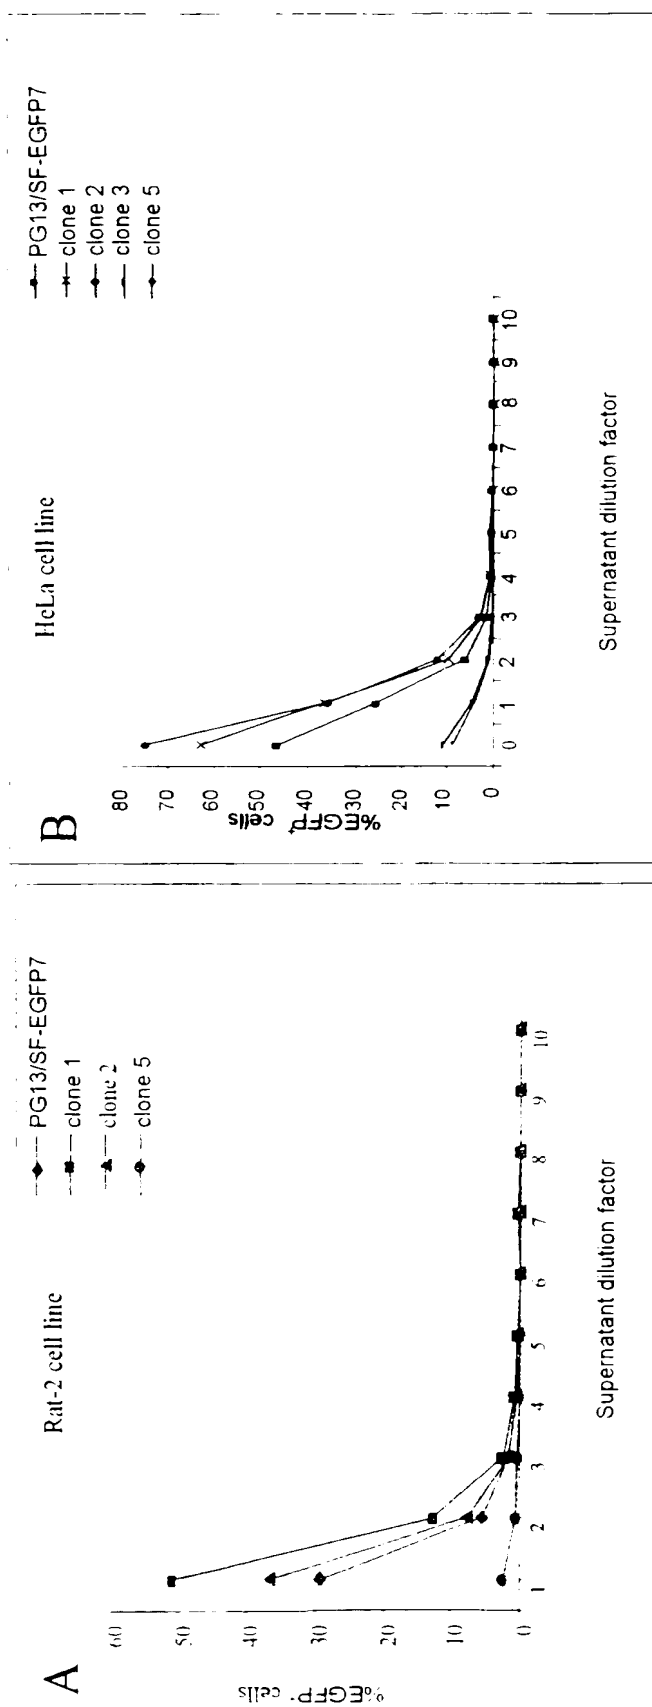 A
Rat-2 cell line
PG13/SF-EGFP7
clone 1
clone 2
clone 5
60
50
40
30
20
10
0
%EGFP⁺ cells
1 2 3 4 5 6 7 8 9 10
Supernatant dilution factor
B
HeLa cell line
PG13/SF-EGFP7
clone 1
clone 2
clone 3
clone 5
80
70
60
50
40
30
20
10
0
%EGFP⁺
cells
0 1 2 3 4 5 6 7 8 9 10
Supernatant dilution factor